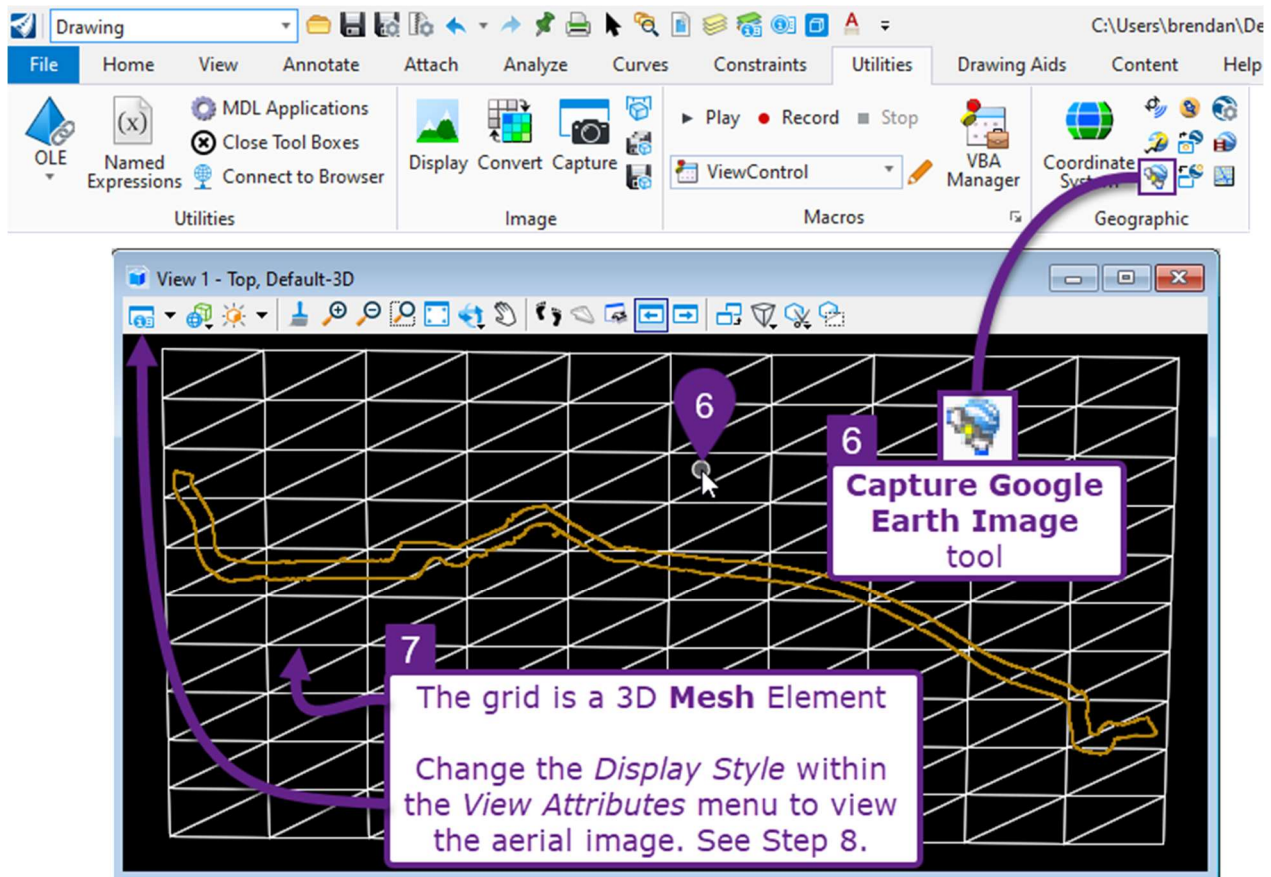 Drawing
C:\Users\brendan\De
File Home View Annotate Attach Analyze Curves Constraints Utilities Drawing Aids Content Help
OLE
(x)
Named
Expressions
MDL Applications
Close Tool Boxes
Connect to Browser
Utilities
Display Convert Capture
Image
Play Record Stop
ViewControl
VBA
Manager
Macros
Coordinate
System
Geographic
View 1 - Top, Default-3D
6
6
Capture Google
Earth Image
tool
7
The grid is a 3D Mesh Element
Change the Display Style within
the View Attributes menu to view
the aerial image. See Step 8.